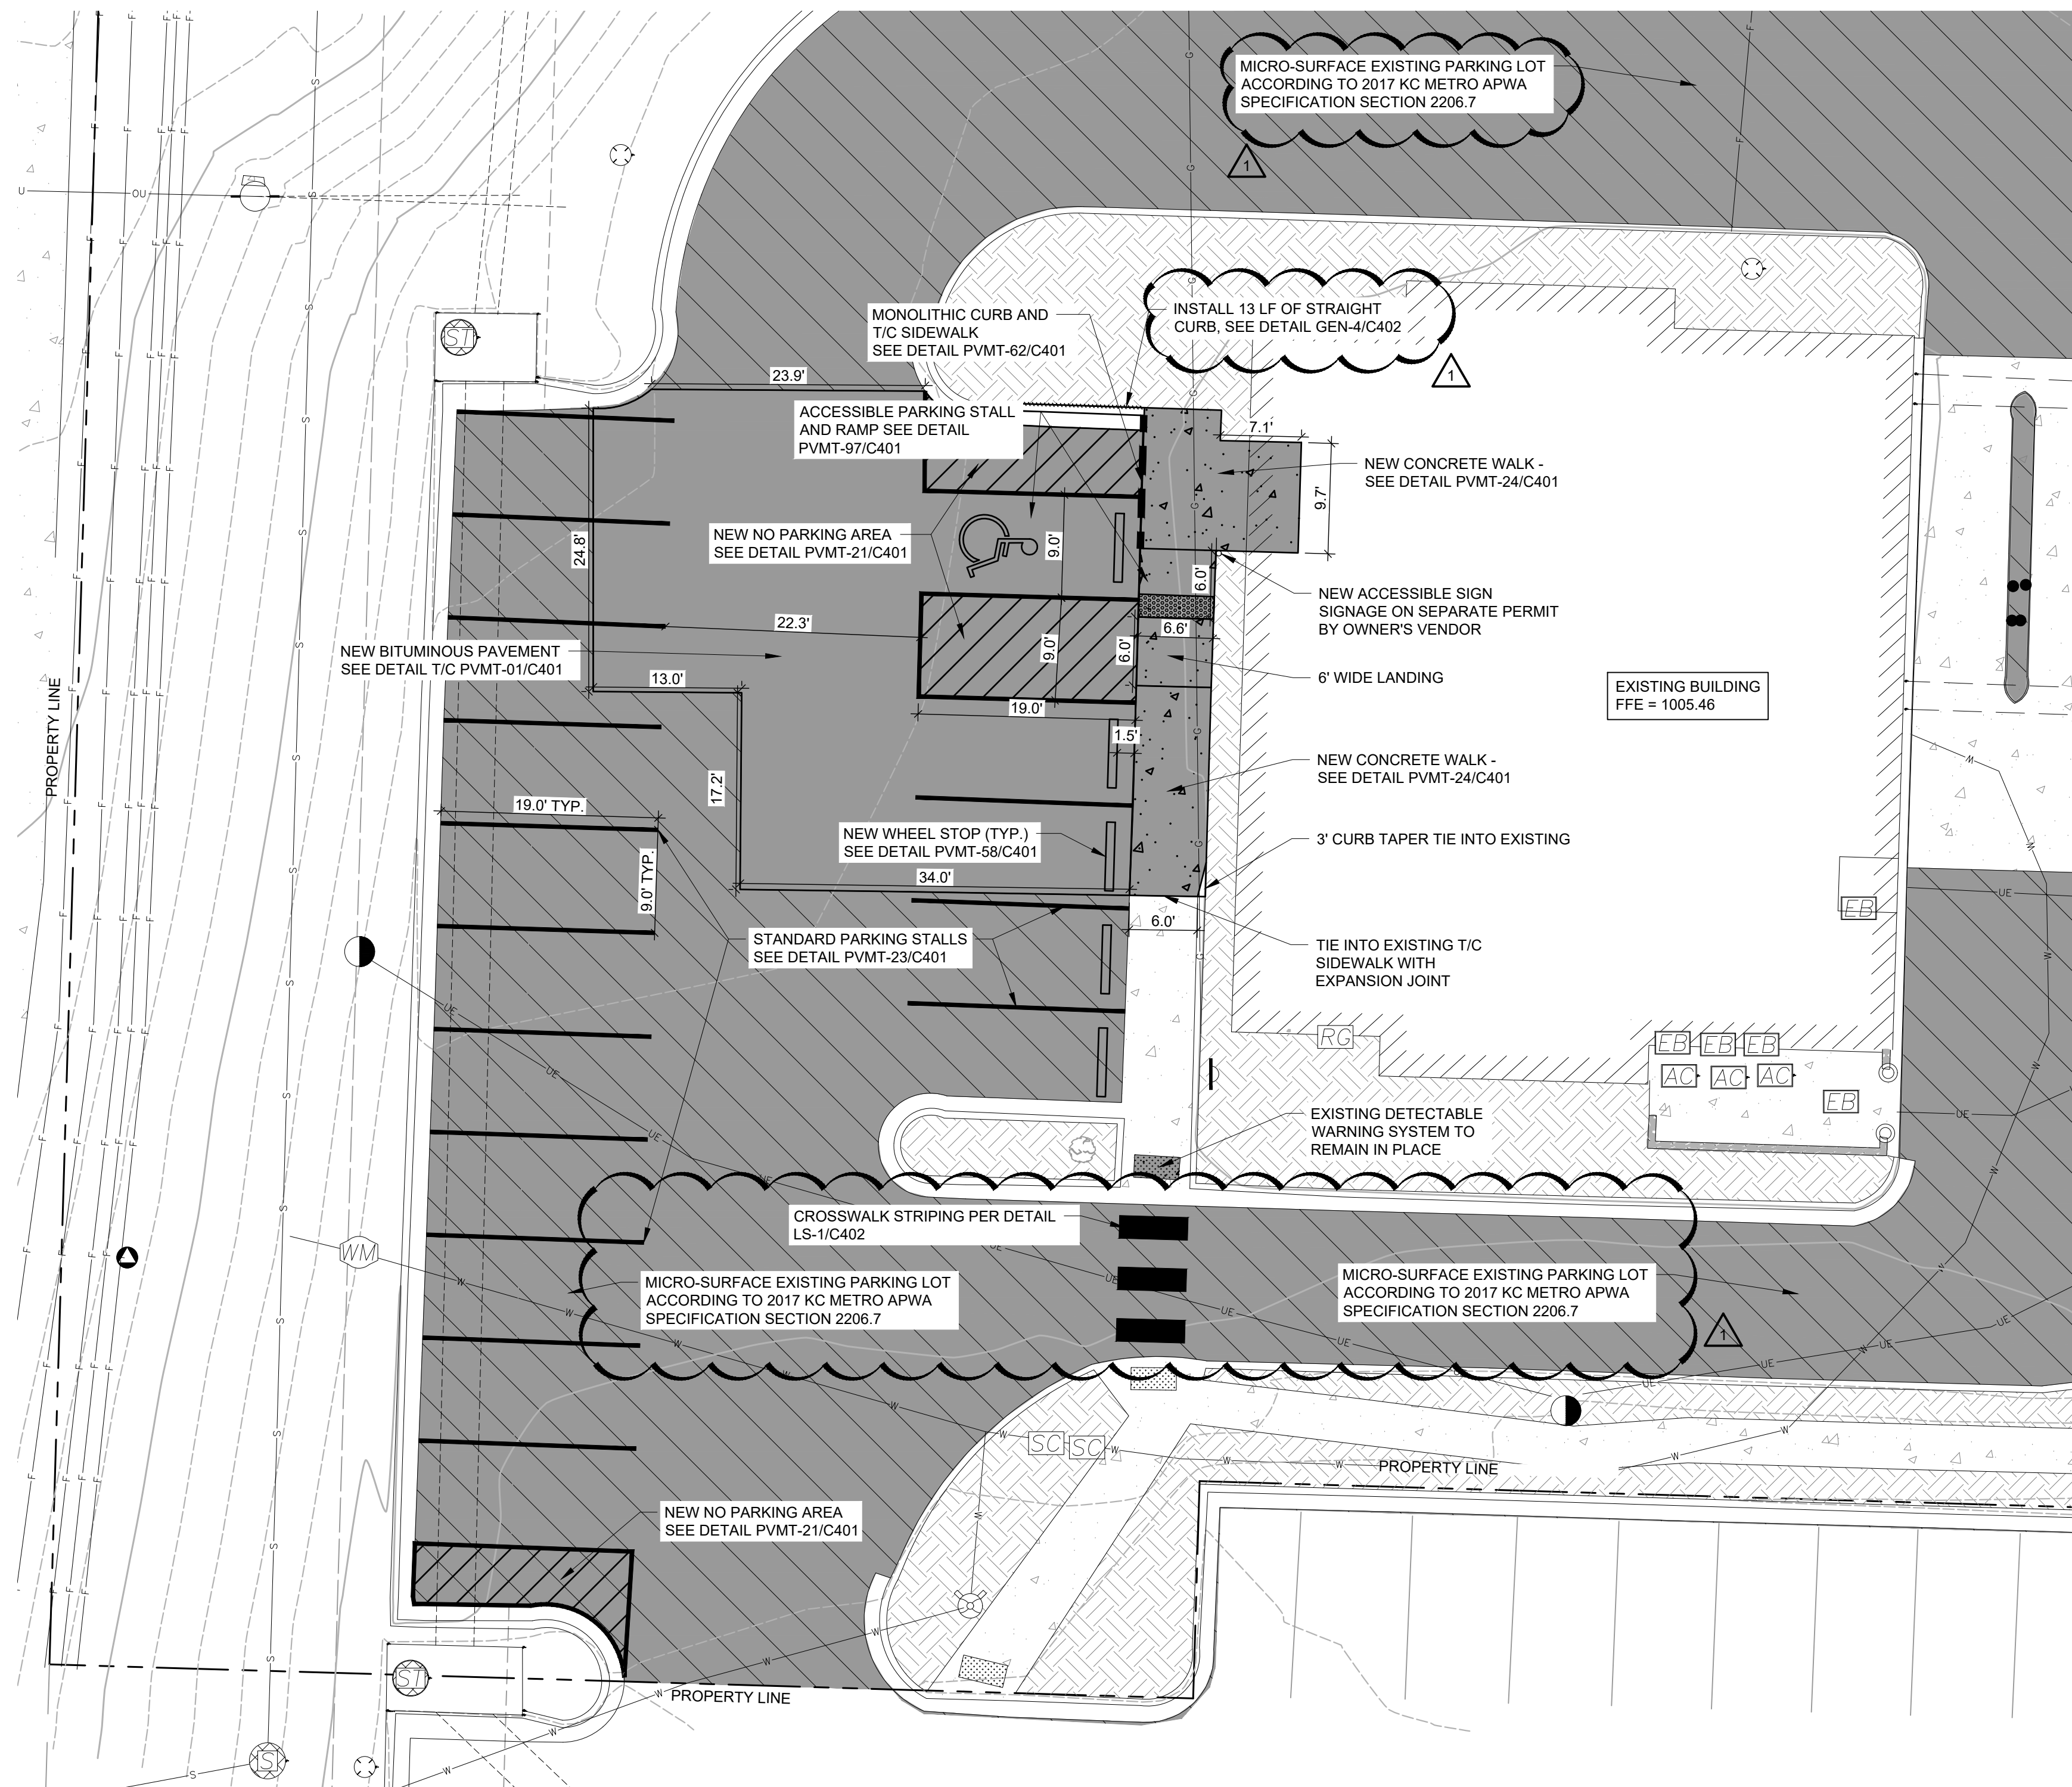 MICRO-SURFACE EXISTING PARKING LOT
ACCORDING TO 2017 KC METRO APWA
SPECIFICATION SECTION 2206.7
1
OU
U
MONOLITHIC CURB AND
T/C SIDEWALK
SEE DETAIL PVMT-62/C401
INSTALL 13 LF OF STRAIGHT
CURB, SEE DETAIL GEN-4/C402
1
ST
23.9'
ACCESSIBLE PARKING STALL
AND RAMP SEE DETAIL
PVMT-97/C401
7.1'
9.7'
NEW CONCRETE WALK -
SEE DETAIL PVMT-24/C401
NEW NO PARKING AREA
SEE DETAIL PVMT-21/C401
24.8'
9.0'
6.0'
NEW ACCESSIBLE SIGN
SIGNAGE ON SEPARATE PERMIT
BY OWNER'S VENDOR
22.3'
6.6'
9.0'
6.0'
NEW BITUMINOUS PAVEMENT
SEE DETAIL T/C PVMT-01/C401
13.0'
6' WIDE LANDING
EXISTING BUILDING
FFE = 1005.46
19.0'
1.5'
PROPERTY LINE
17.2'
NEW CONCRETE WALK -
SEE DETAIL PVMT-24/C401
19.0' TYP.
9.0' TYP.
NEW WHEEL STOP (TYP.)
SEE DETAIL PVMT-58/C401
3' CURB TAPER TIE INTO EXISTING
34.0'
6.0'
EB
UE
STANDARD PARKING STALLS
SEE DETAIL PVMT-23/C401
TIE INTO EXISTING T/C
SIDEWALK WITH
EXPANSION JOINT
RG
EB EB EB
AC AC AC
EB
UE
EXISTING DETECTABLE
WARNING SYSTEM TO
REMAIN IN PLACE
CROSSWALK STRIPING PER DETAIL
LS-1/C402
WM
MICRO-SURFACE EXISTING PARKING LOT
ACCORDING TO 2017 KC METRO APWA
SPECIFICATION SECTION 2206.7
MICRO-SURFACE EXISTING PARKING LOT
ACCORDING TO 2017 KC METRO APWA
SPECIFICATION SECTION 2206.7
1
SC SC
PROPERTY LINE
NEW NO PARKING AREA
SEE DETAIL PVMT-21/C401
ST
PROPERTY LINE
S